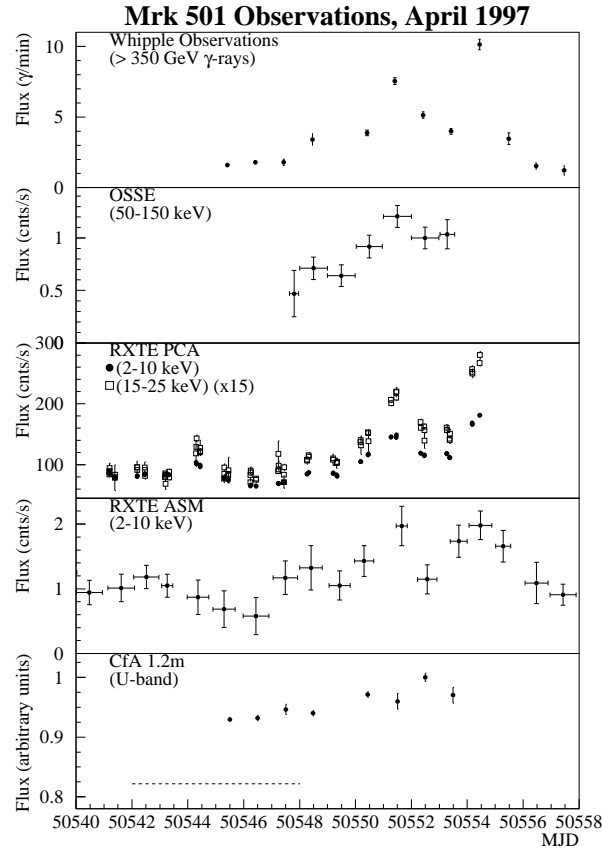 Mrk 501 Observations, April 1997
Flux (γ/min)
10
5
0
Whipple Observations
(> 350 GeV γ-rays)
Flux (cnts/s)
1
0.5
0
OSSE
(50-150 keV)
Flux (cnts/s)
300
200
100
RXTE PCA
(2-10 keV)
(15-25 keV) (x15)
Flux (cnts/s)
2
1
0
RXTE ASM
(2-10 keV)
Flux (arbitrary units)
1
0.9
0.8
CfA 1.2m
(U-band)
50540 50542 50544 50546 50548 50550 50552 50554 50556 50558
MJD